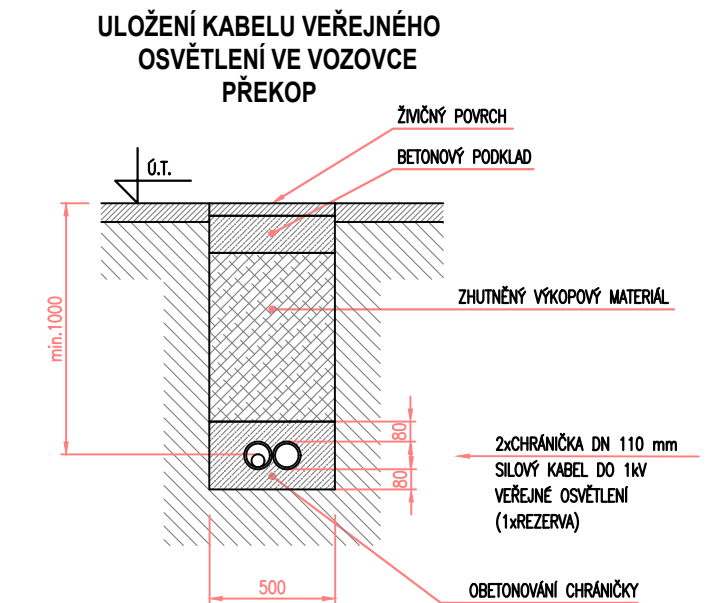 ULOŽENÍ KABELU VEŘEJNÉHO
OSVĚTLENÍ VE VOZOVCE
PŘEKOP
ŽIVIČNÝ POVRCH
BETONOVÝ PODKLAD
Ú.T.
ZHUTNĚNÝ VÝKOPOVÝ MATERIÁL
min.1000
80
80
2xCHRÁNIČKA DN 110 mm
SILOVÝ KABEL DO 1kV
VEŘEJNÉ OSVĚTLENÍ
(1xREZERVA)
500
OBETONOVÁNÍ CHRÁNIČKY